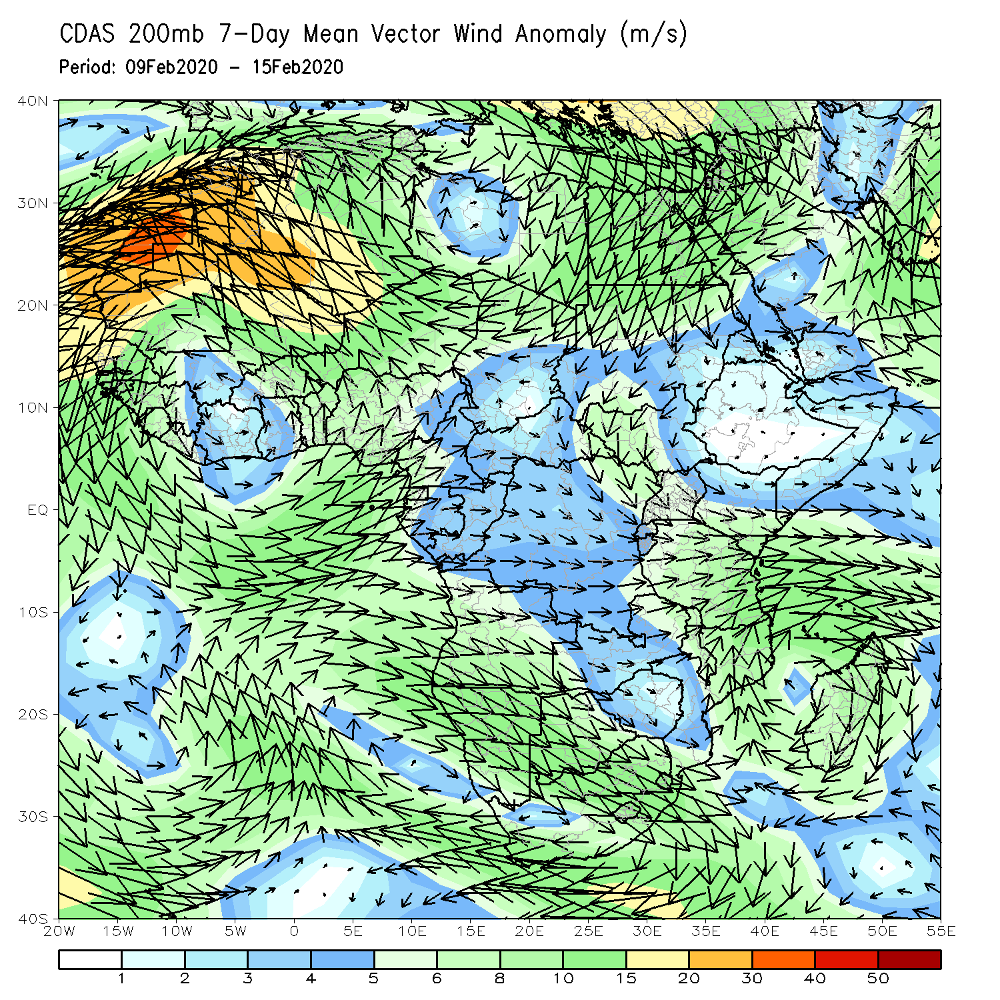 CDAS 200mb 7-Day Mean Vector Wind Anomaly (m/s)
Period: 09Feb2020 - 15Feb2020
40N
30N
20N
10N
EQ
10S
20S
30S
40S
20W 15W 10W 5W 0 5E 10E 15E 20E 25E 30E 35E 40E 45E 50E 55E
1 2 3 4 5 6 8 10 15 20 30 40 50